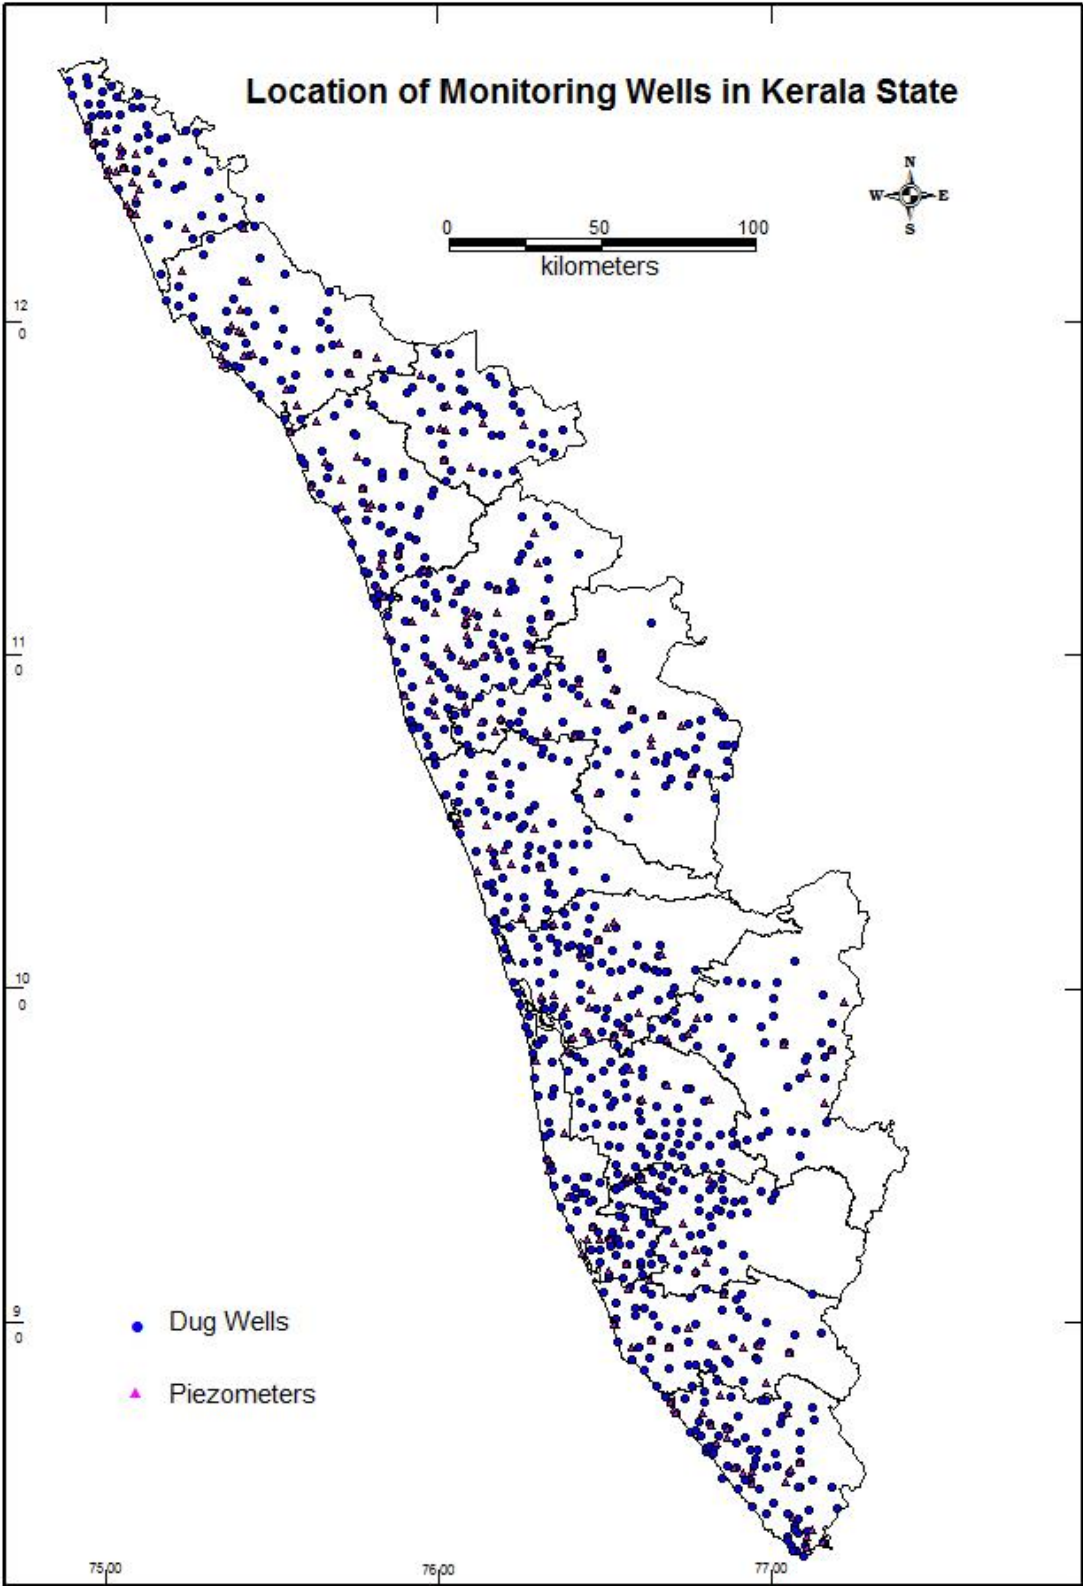 Location of Monitoring Wells in Kerala State
N
W E
S
0 50 100
kilometers
12
0
11
0
10
0
9
0
Dug Wells
Piezometers
75.00 76.00 77.00